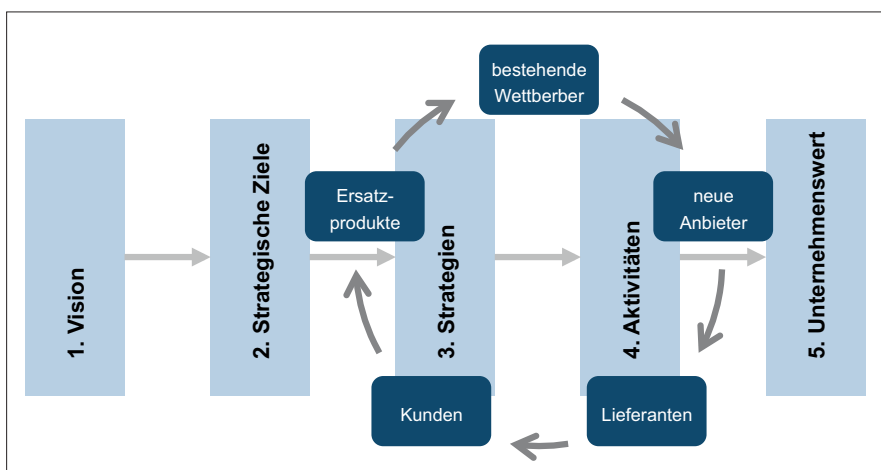 bestehende
Wettberber
Ersatz-
produkte
neue
Anbieter
1. Vision
2. Strategische Ziele
3. Strategien
4. Aktivitäten
5. Unternehmenswert
Kunden
Lieferanten